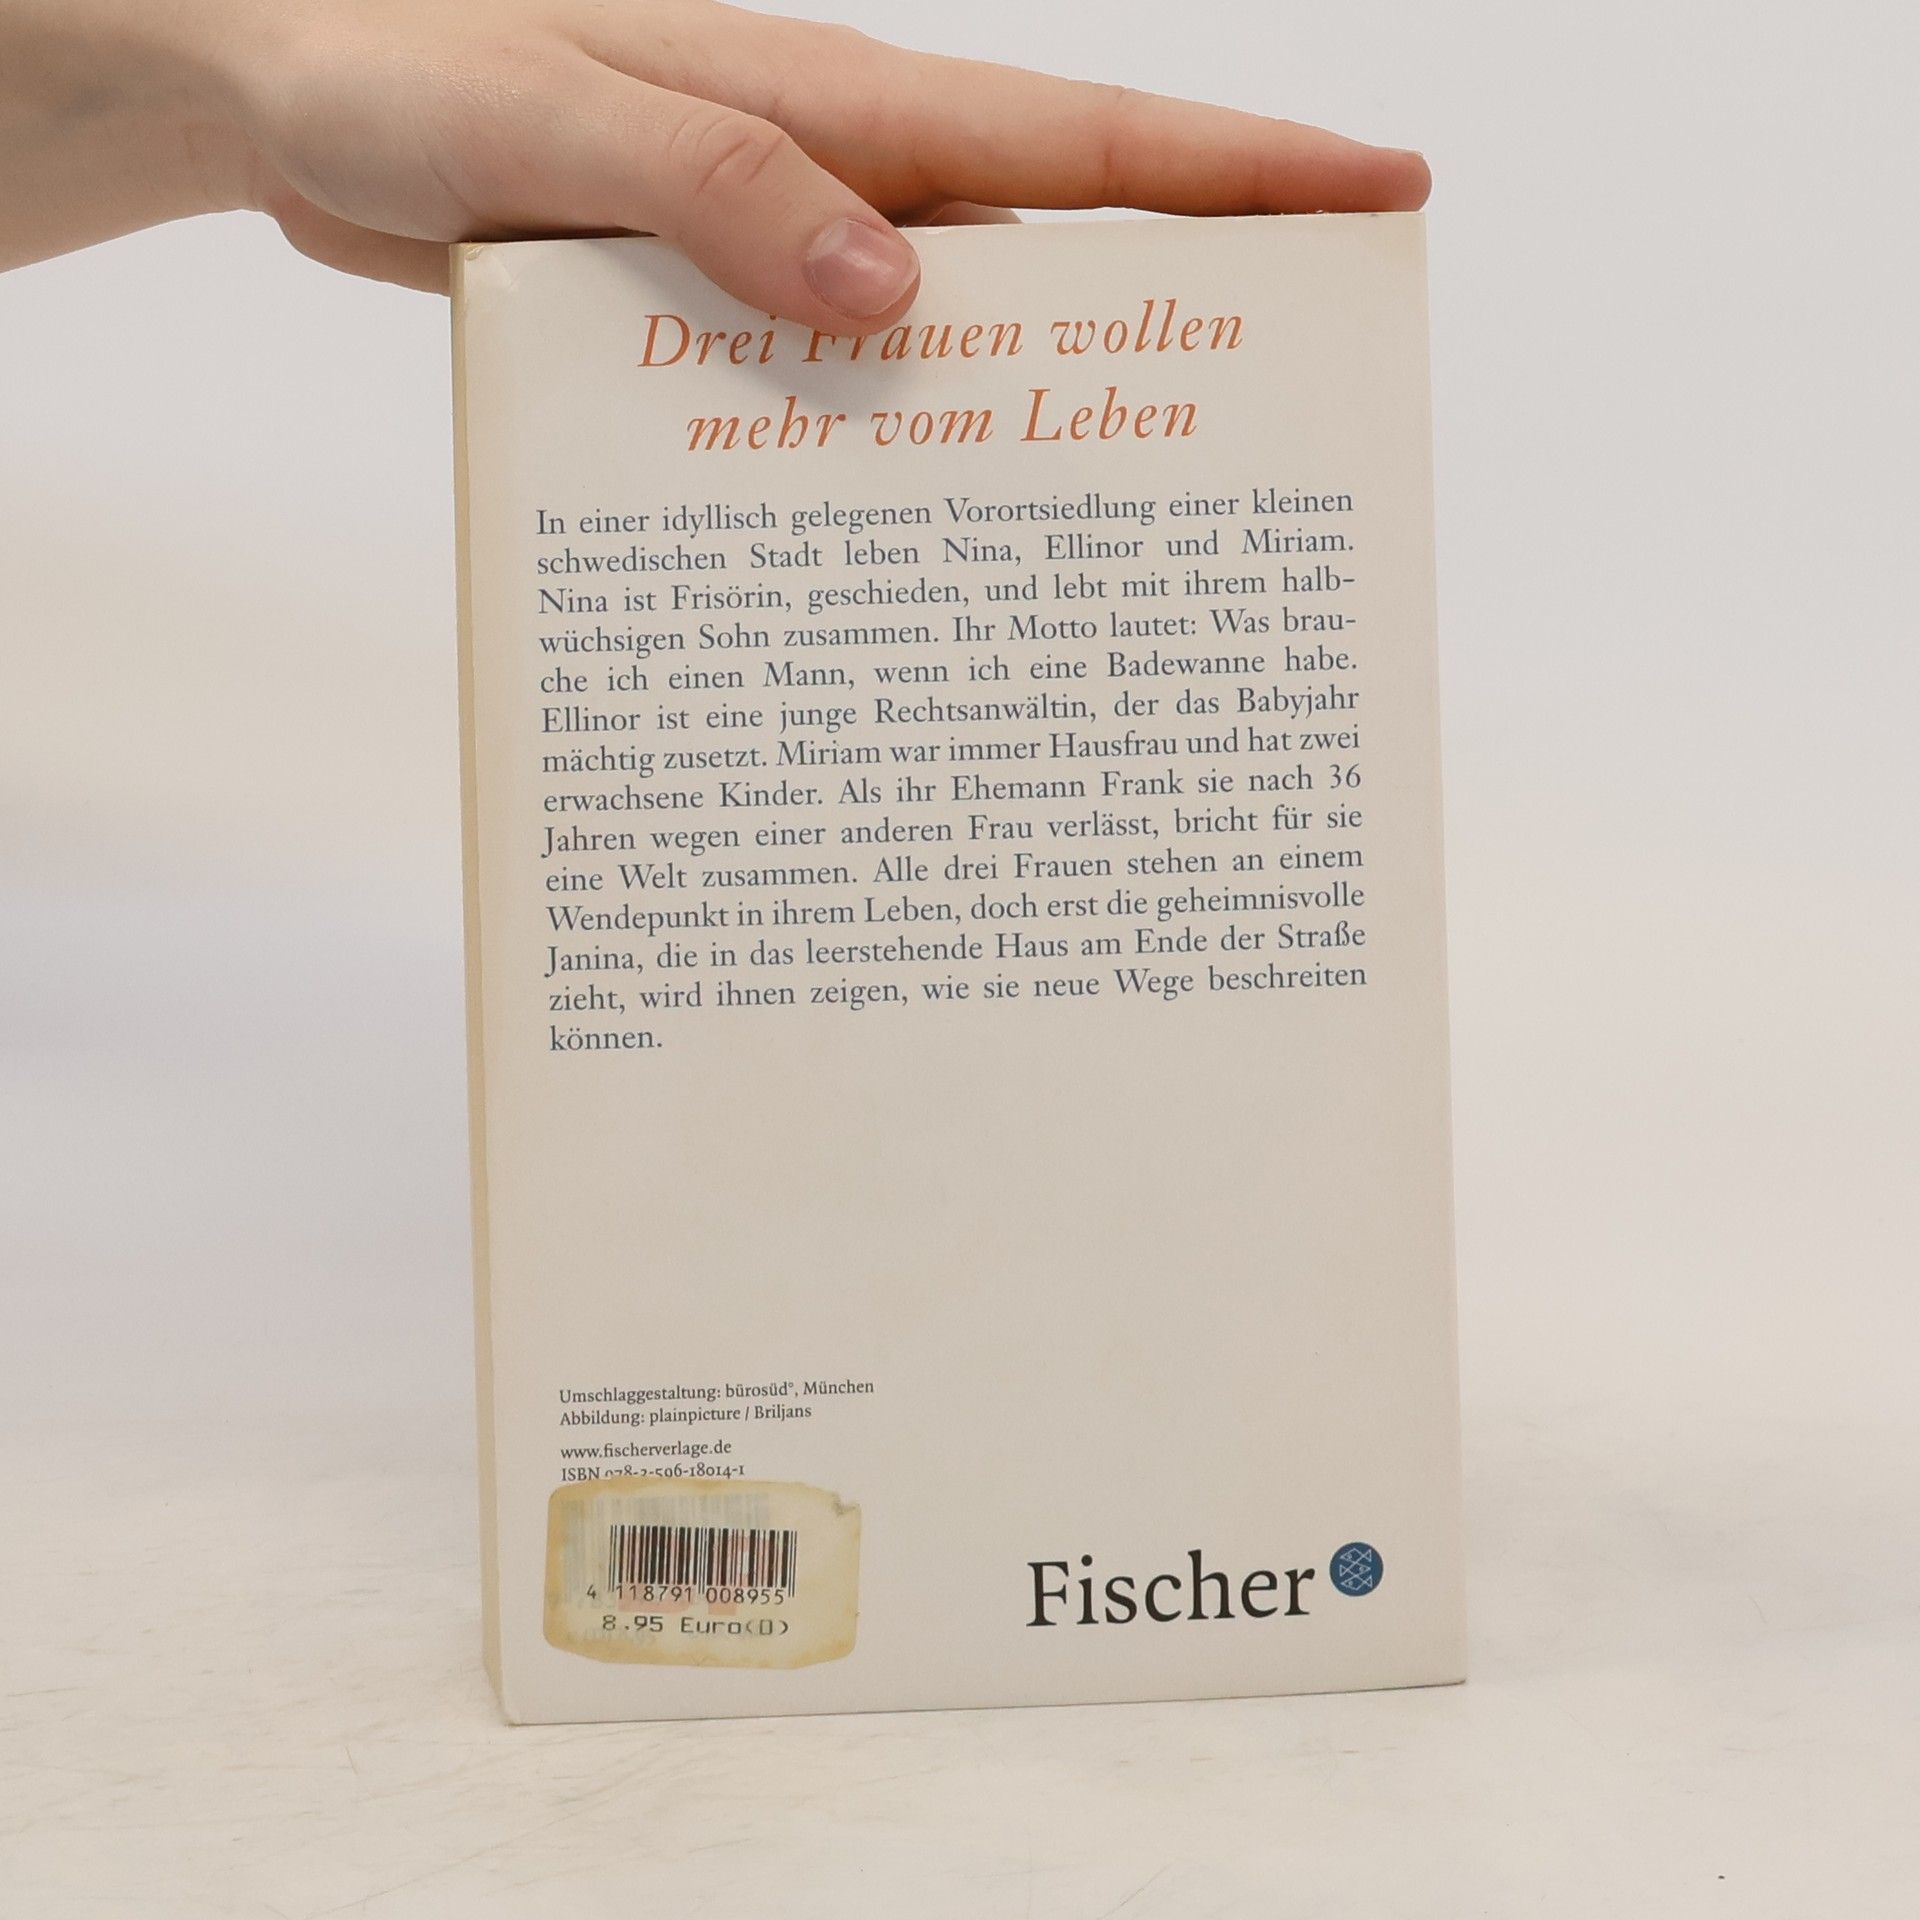 Drei Frauen wollen
mehr vom Leben
In einer idyllisch gelegenen Vorortsiedlung einer kleinen
schwedischen Stadt leben Nina, Ellinor und Miriam.
Nina ist Frisörin, geschieden, und lebt mit ihrem halb-
wüchsigen Sohn zusammen. Ihr Motto lautet: Was brau-
che ich einen Mann, wenn ich eine Badewanne habe.
Ellinor ist eine junge Rechtsanwältin, der das Babyjahr
mächtig zusetzt. Miriam war immer Hausfrau und hat zwei
erwachsene Kinder. Als ihr Ehemann Frank sie nach 36
Jahren wegen einer anderen Frau verlässt, bricht für sie
eine Welt zusammen. Alle drei Frauen stehen an einem
Wendepunkt in ihrem Leben, doch erst die geheimnisvolle
Janina, die in das leerstehende Haus am Ende der Straße
zieht, wird ihnen zeigen, wie sie neue Wege beschreiten
können.
Umschlaggestaltung: bürosüd°, München
Abbildung: plainpicture / Briljans
www.fischerverlage.de
ISBN 978-3-596-18014-1
4 118791 008955
8.95 Euro(D)
Fischer